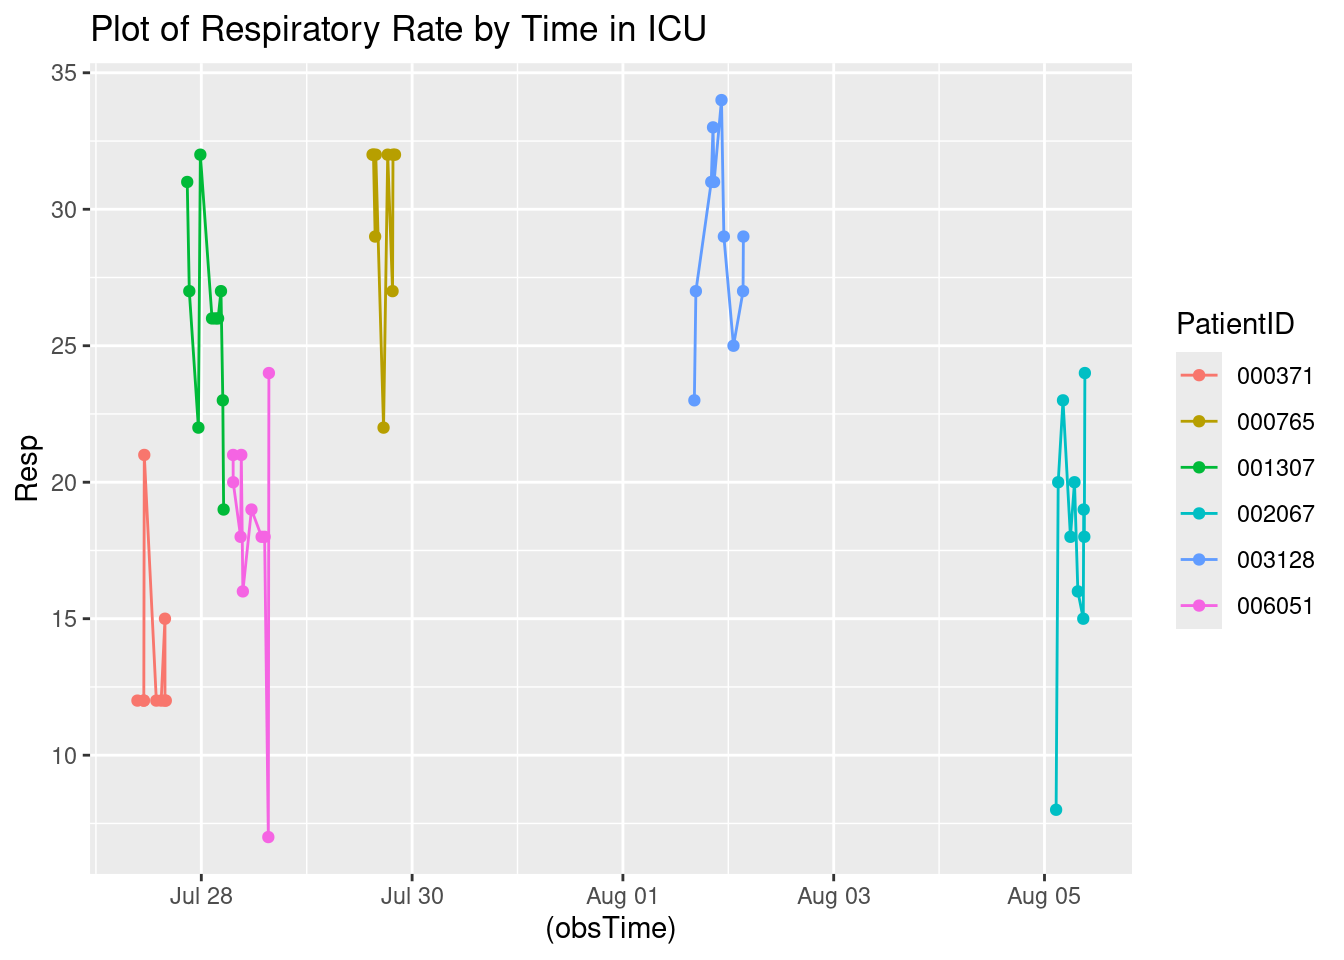 Plot of Respiratory Rate by Time in ICU
35
30
25
20
15
10
Resp
Jul 28 Jul 30 Aug 01 Aug 03 Aug 05
(obsTime)
PatientID
000371
000765
001307
002067
003128
006051